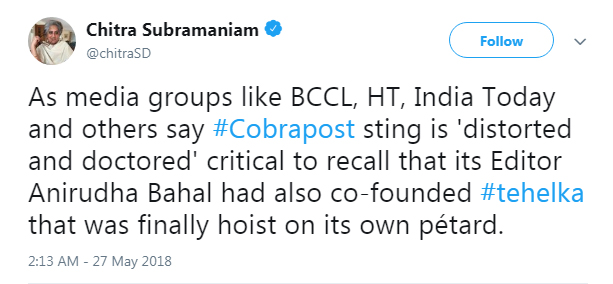 Chitra Subramaniam
@chitraSD
Follow
As media groups like BCCL, HT, India Today
and others say #Cobrapost sting is 'distorted
and doctored' critical to recall that its Editor
Anirudha Bahal had also co-founded #tehelka
that was finally hoist on its own pétard.
2:13 AM - 27 May 2018